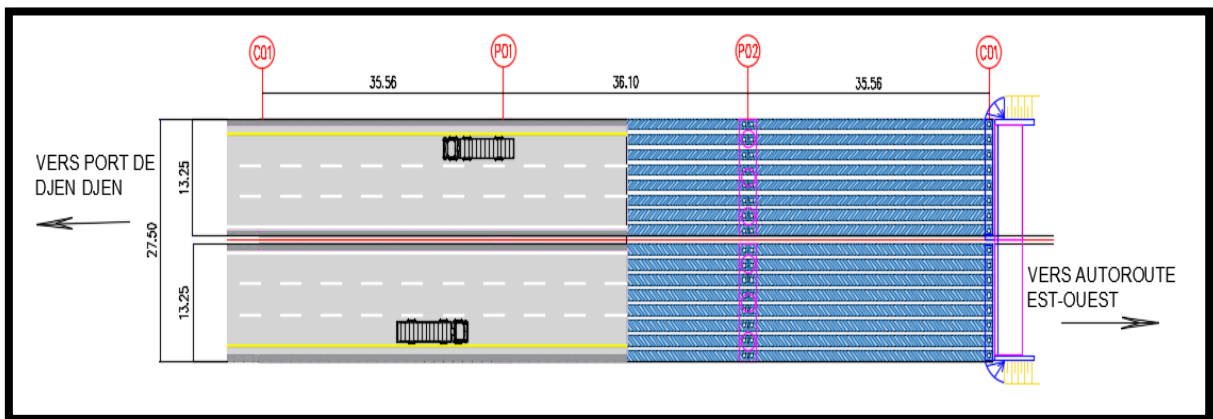 C01
P01
P02
C01
35.56
36.10
35.56
VERS PORT DE
DJEN DJEN
13.25
27.50
13.25
VERS AUTOROUTE
EST-OUEST